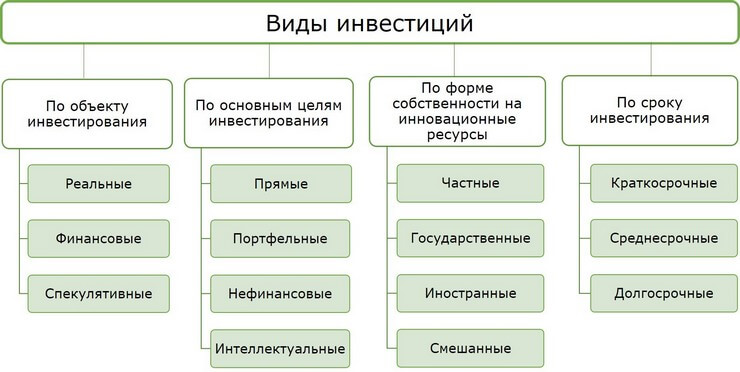 Виды инвестиций
По объекту
инвестирования
Реальные
Финансовые
Спекулятивные
По основным целям
инвестирования
Прямые
Портфельные
Нефинансовые
Интеллектуальные
По форме
собственности на
инновационные
ресурсы
Частные
Государственные
Иностранные
Смешанные
По сроку
инвестирования
Краткосрочные
Среднесрочные
Долгосрочные